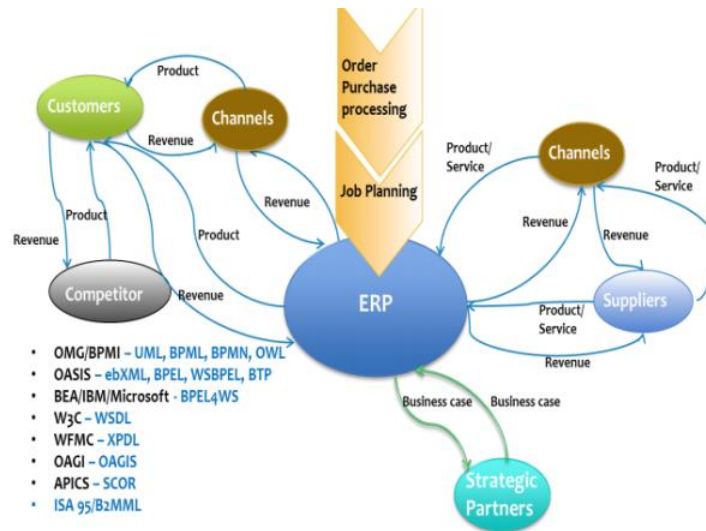 Order
Purchase
processing
Product
Customers
Channels
Revenue
Product/
Service
Channels
Product/
Service
Job Planning
Revenue
Product
Product
Revenue
Revenue
Revenue
Competitor
Revenue
ERP
Product/
Service
Suppliers
Revenue
OMG/BPMI – UML, BPML, BPMN, OWL
OASIS – ebXML, BPEL, WSBPEL, BTP
BEA/IBM/Microsoft - BPEL4WS
W3C – WSDL
WFMC – XPDL
OAGI – OAGIS
APICS – SCOR
ISA 95/B2MML
Business case
Business case
Strategic
Partners